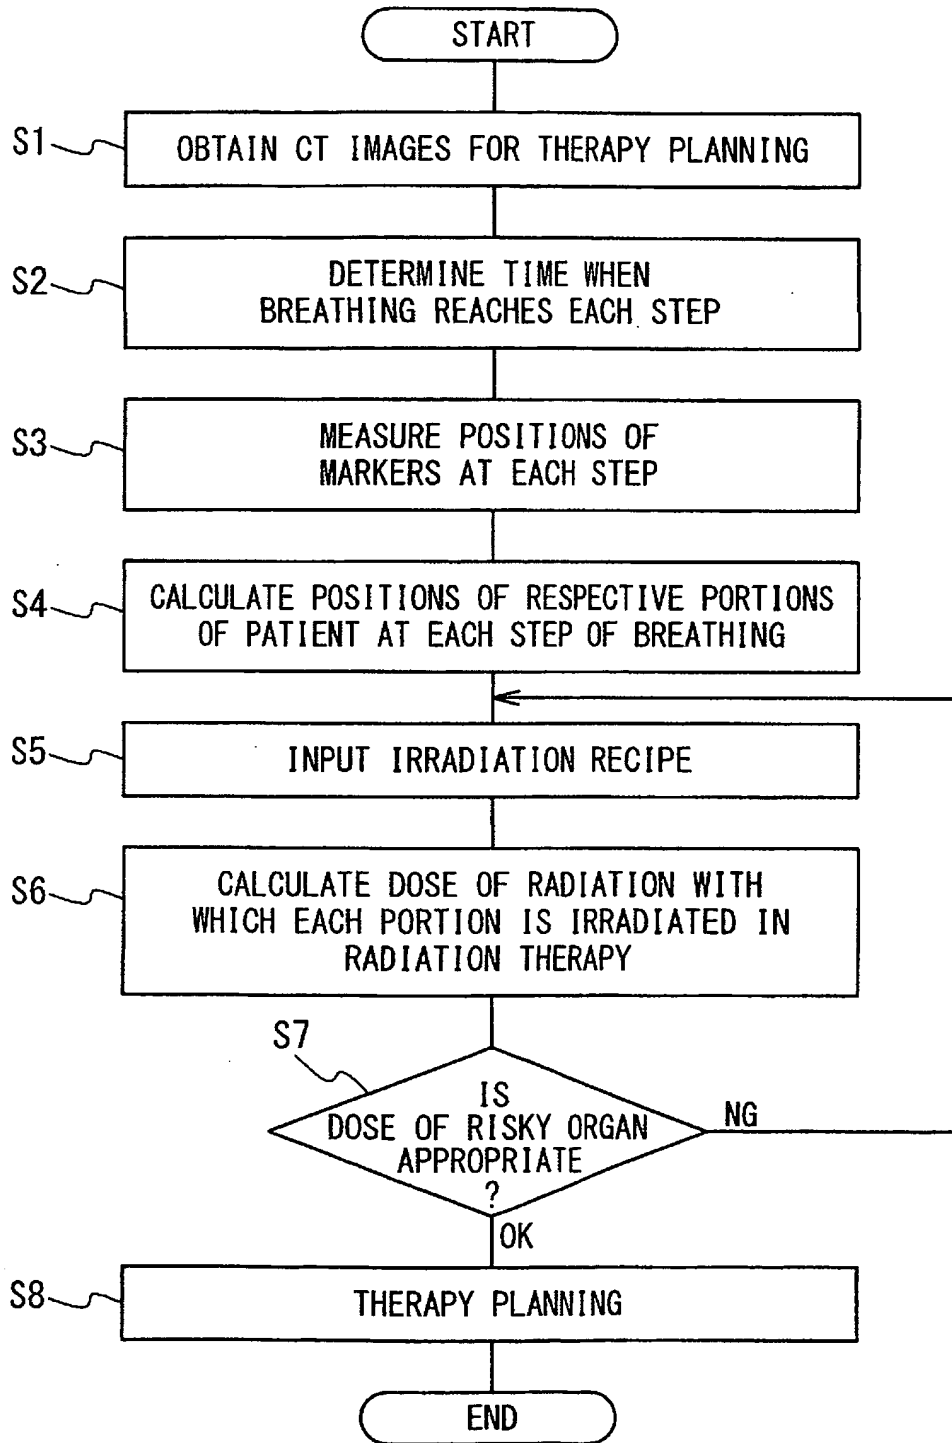 START
S1
OBTAIN CT IMAGES FOR THERAPY PLANNING
S2
DETERMINE TIME WHEN
BREATHING REACHES EACH STEP
S3
MEASURE POSITIONS OF
MARKERS AT EACH STEP
S4
CALCULATE POSITIONS OF RESPECTIVE PORTIONS
OF PATIENT AT EACH STEP OF BREATHING
S5
INPUT IRRADIATION RECIPE
S6
CALCULATE DOSE OF RADIATION WITH
WHICH EACH PORTION IS IRRADIATED IN
RADIATION THERAPY
S7
IS
DOSE OF RISKY ORGAN
APPROPRIATE
?
NG
OK
S8
THERAPY PLANNING
END